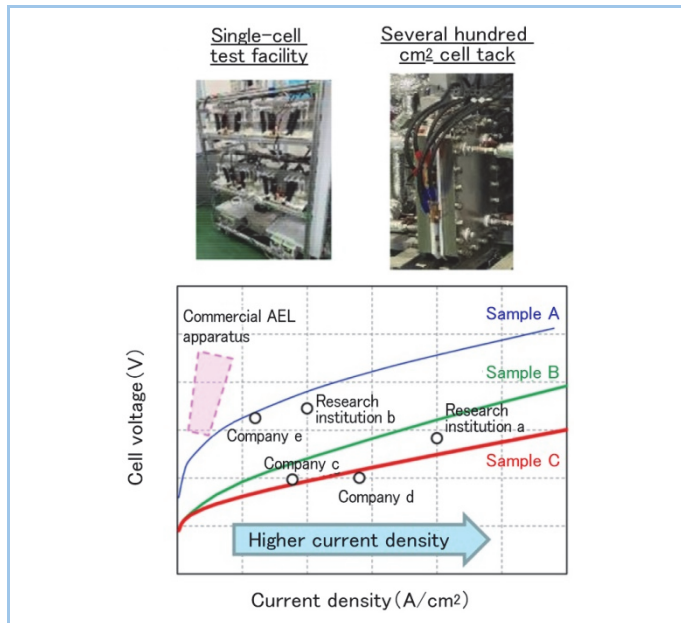 Single-cell
test facility
Several hundred
cm2 cell tack
Commercial AEL
apparatus
Sample A
Sample B
Research
institution b
Research
institution a
Company e
Company c
Sample C
Company d
Higher current density
Cell voltage(V)
Current density(A/cm2)